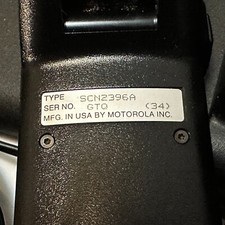 TYPE SCN2396A
SER NO. GTO (34)
MFG. IN USA BY MOTOROLA INC.